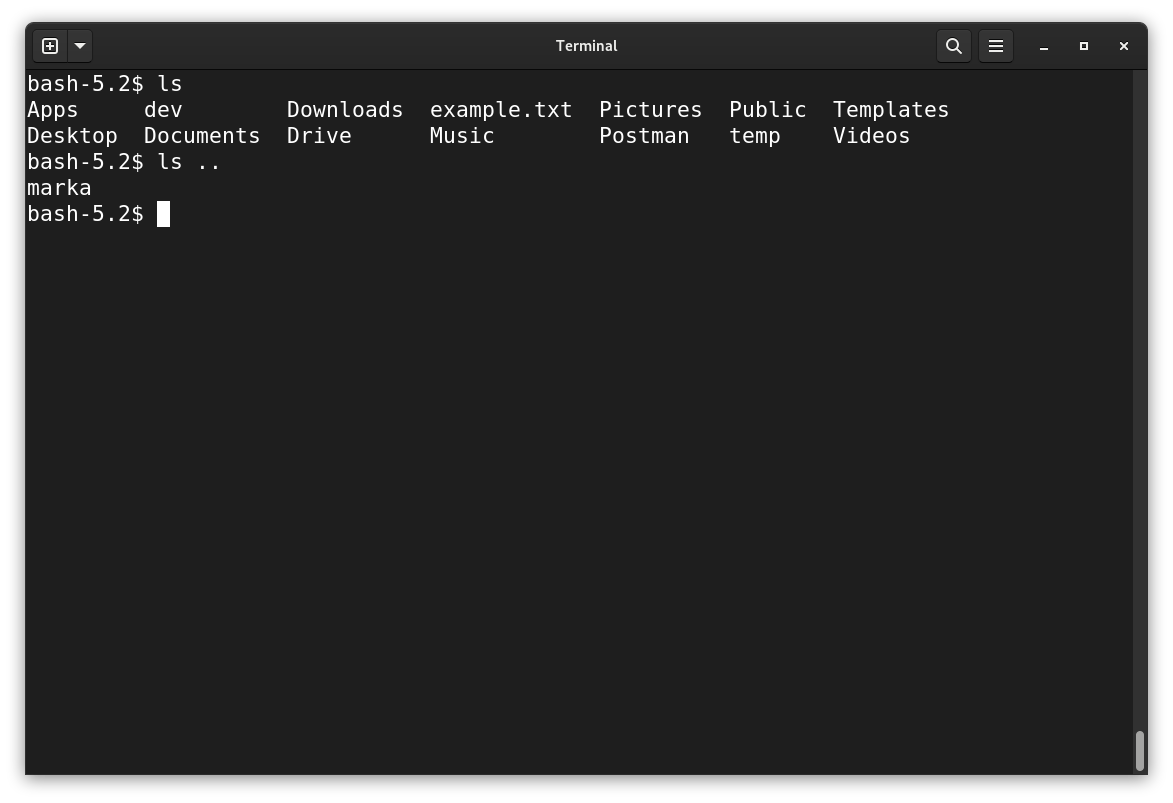 Terminal
bash-5.2$ ls
Apps     dev        Downloads  example.txt  Pictures  Public  Templates
Desktop  Documents  Drive      Music        Postman   temp    Videos
bash-5.2$ ls ..
marka
bash-5.2$